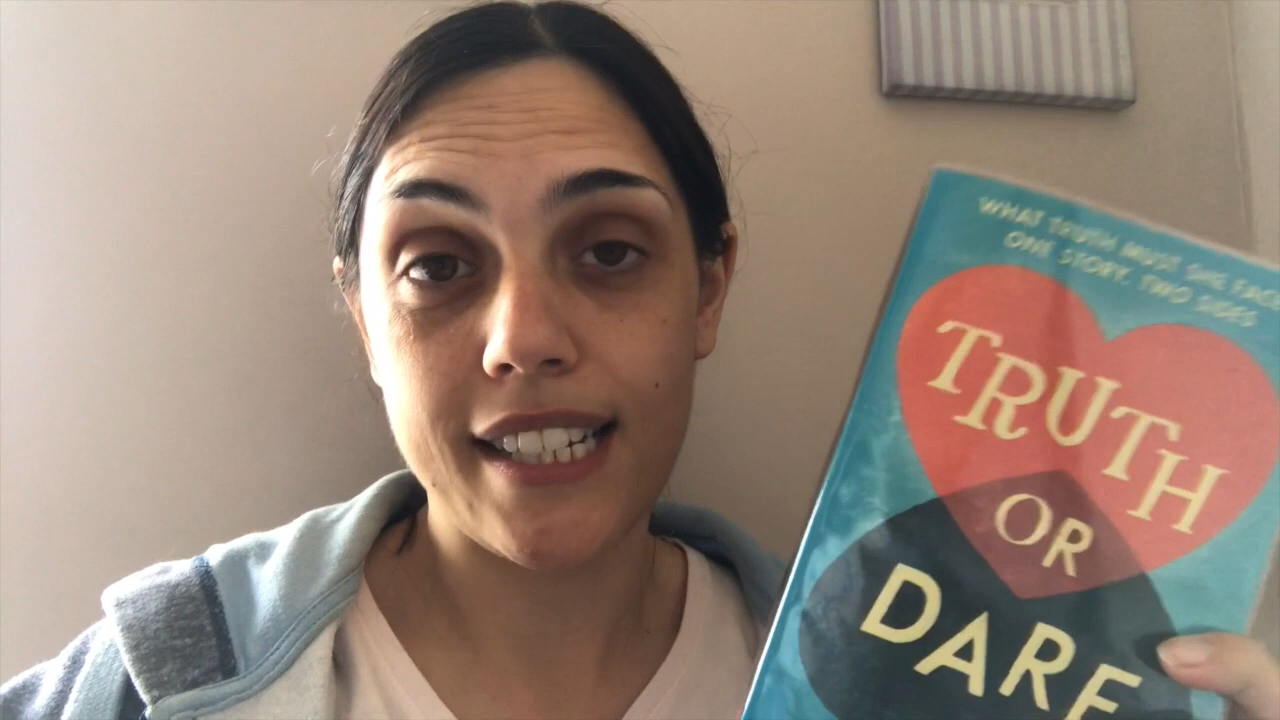 WHAT TRUTH MUST SHE FACE
ONE STORY. TWO SIDES
TRUTH
OR
DARE